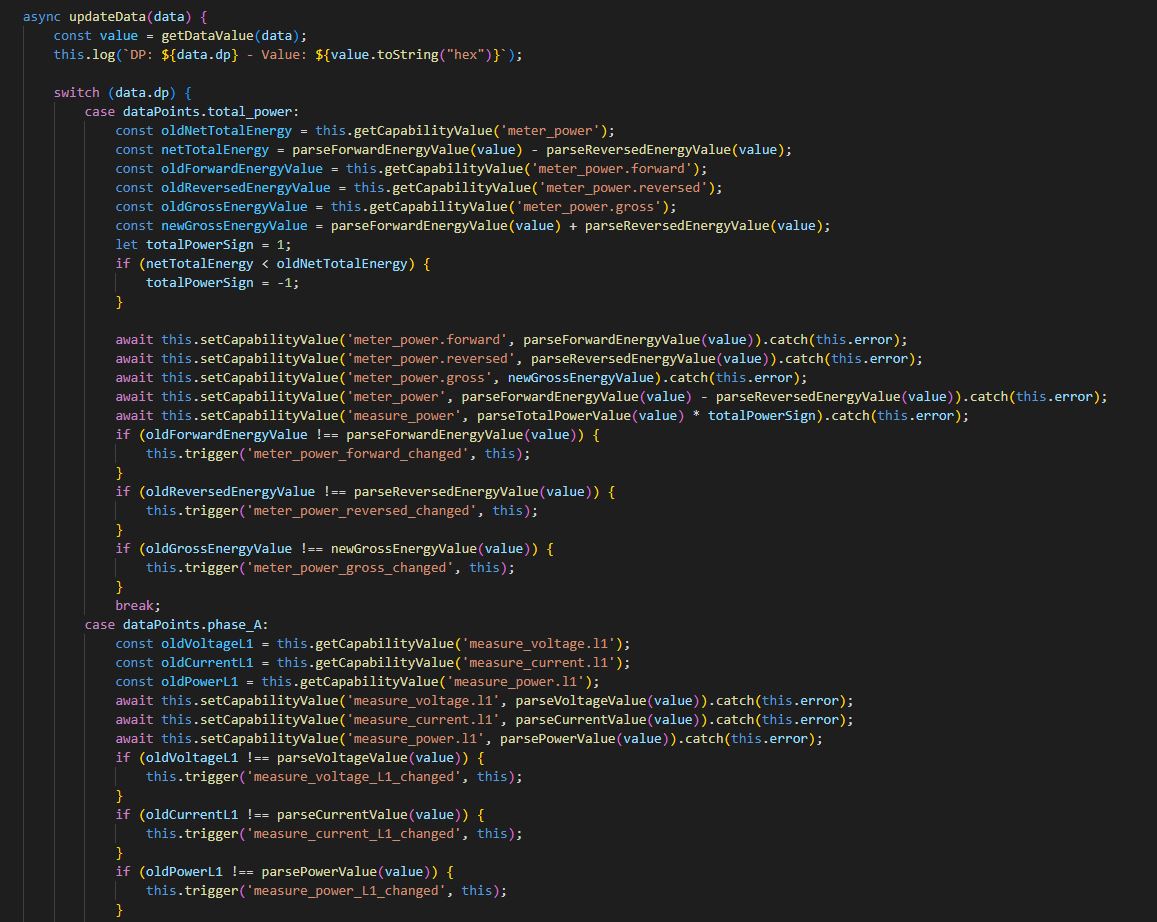 async updateData(data) {
const value = getDataValue(data);
this.log(`DP: ${data.dp} - Value: ${value.toString("hex")}`);
switch (data.dp) {
case dataPoints.total_power:
const oldNetTotalEnergy = this.getCapabilityValue('meter_power');
const netTotalEnergy = parseForwardEnergyValue(value) - parseReversedEnergyValue(value);
const oldForwardEnergyValue = this.getCapabilityValue('meter_power.forward');
const oldReversedEnergyValue = this.getCapabilityValue('meter_power.reversed');
const oldGrossEnergyValue = this.getCapabilityValue('meter_power.gross');
const newGrossEnergyValue = parseForwardEnergyValue(value) + parseReversedEnergyValue(value);
let totalPowerSign = 1;
if (netTotalEnergy < oldNetTotalEnergy) {
totalPowerSign = -1;
}
await this.setCapabilityValue('meter_power.forward', parseForwardEnergyValue(value)).catch(this.error);
await this.setCapabilityValue('meter_power.reversed', parseReversedEnergyValue(value)).catch(this.error);
await this.setCapabilityValue('meter_power.gross', newGrossEnergyValue).catch(this.error);
await this.setCapabilityValue('meter_power', parseForwardEnergyValue(value) - parseReversedEnergyValue(value)).catch(this.error);
await this.setCapabilityValue('measure_power', parseTotalPowerValue(value) * totalPowerSign).catch(this.error);
if (oldForwardEnergyValue !== parseForwardEnergyValue(value)) {
this.trigger('meter_power_forward_changed', this);
}
if (oldReversedEnergyValue !== parseReversedEnergyValue(value)) {
this.trigger('meter_power_reversed_changed', this);
}
if (oldGrossEnergyValue !== newGrossEnergyValue(value)) {
this.trigger('meter_power_gross_changed', this);
}
break;
case dataPoints.phase_A:
const oldVoltageL1 = this.getCapabilityValue('measure_voltage.l1');
const oldCurrentL1 = this.getCapabilityValue('measure_current.l1');
const oldPowerL1 = this.getCapabilityValue('measure_power.l1');
await this.setCapabilityValue('measure_voltage.l1', parseVoltageValue(value)).catch(this.error);
await this.setCapabilityValue('measure_current.l1', parseCurrentValue(value)).catch(this.error);
await this.setCapabilityValue('measure_power.l1', parsePowerValue(value)).catch(this.error);
if (oldVoltageL1 !== parseVoltageValue(value)) {
this.trigger('measure_voltage_L1_changed', this);
}
if (oldCurrentL1 !== parseCurrentValue(value)) {
this.trigger('measure_current_L1_changed', this);
}
if (oldPowerL1 !== parsePowerValue(value)) {
this.trigger('measure_power_L1_changed', this);
}